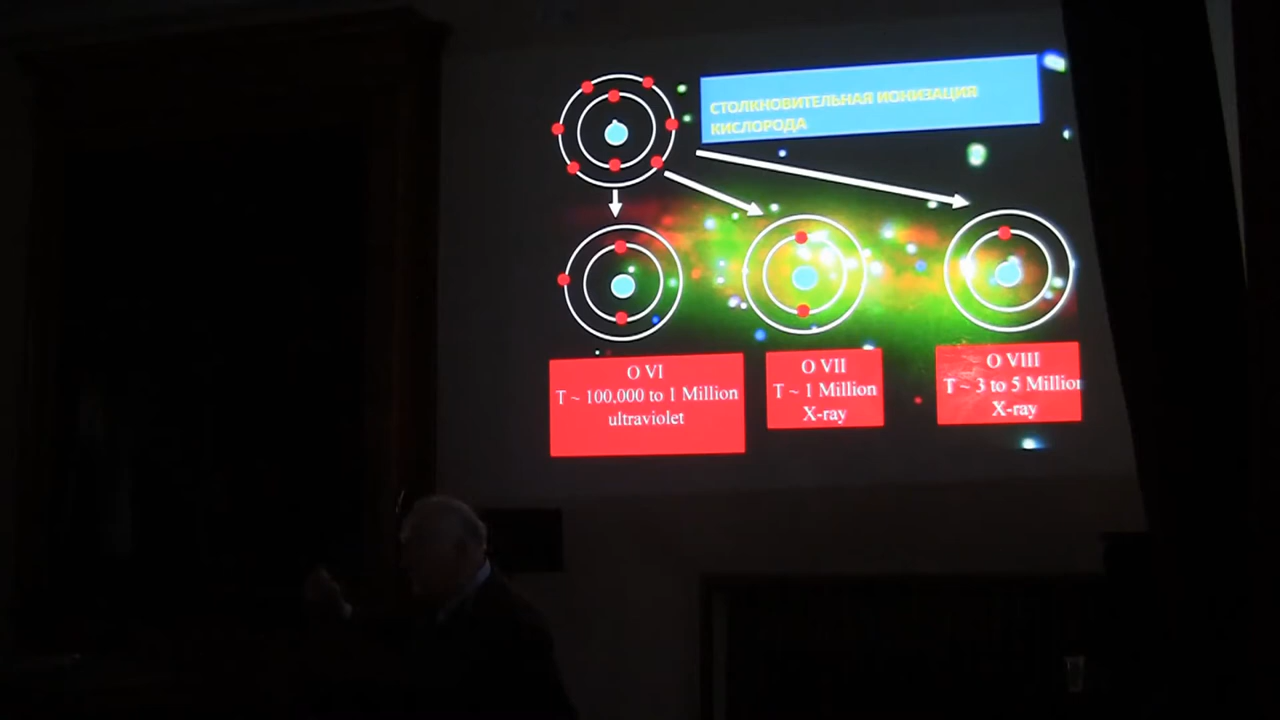 СТОЛКНОВИТЕЛЬНАЯ ИОНИЗАЦИЯ
КИСЛОРОДА
O VI
T ~ 100,000 to 1 Million
ultraviolet
O VII
T ~ 1 Million
X-ray
O VIII
T ~ 3 to 5 Million
X-ray